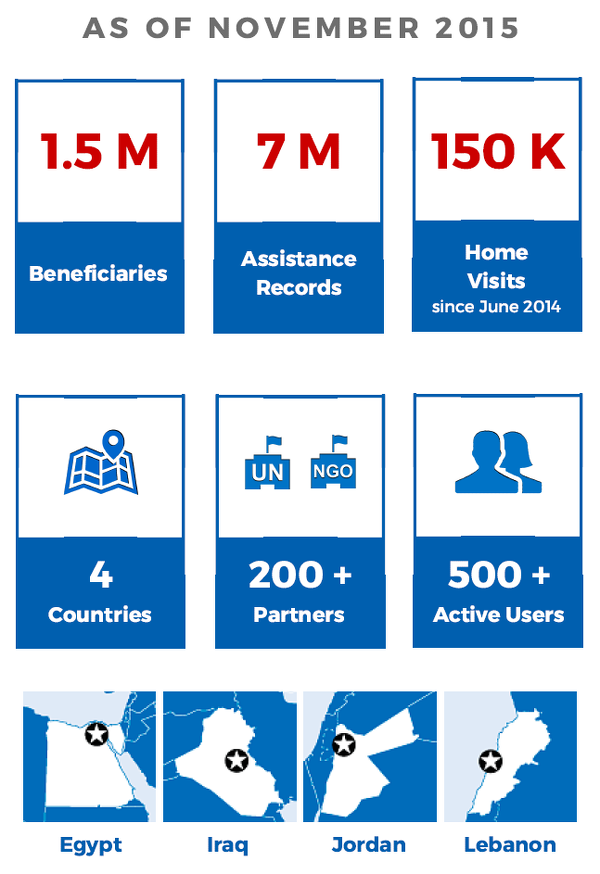 AS OF NOVEMBER 2015
1.5 M
Beneficiaries
7 M
Assistance
Records
150 K
Home
Visits
since June 2014
4
Countries
UN
NGO
200 +
Partners
500 +
Active Users
Egypt
Iraq
Jordan
Lebanon